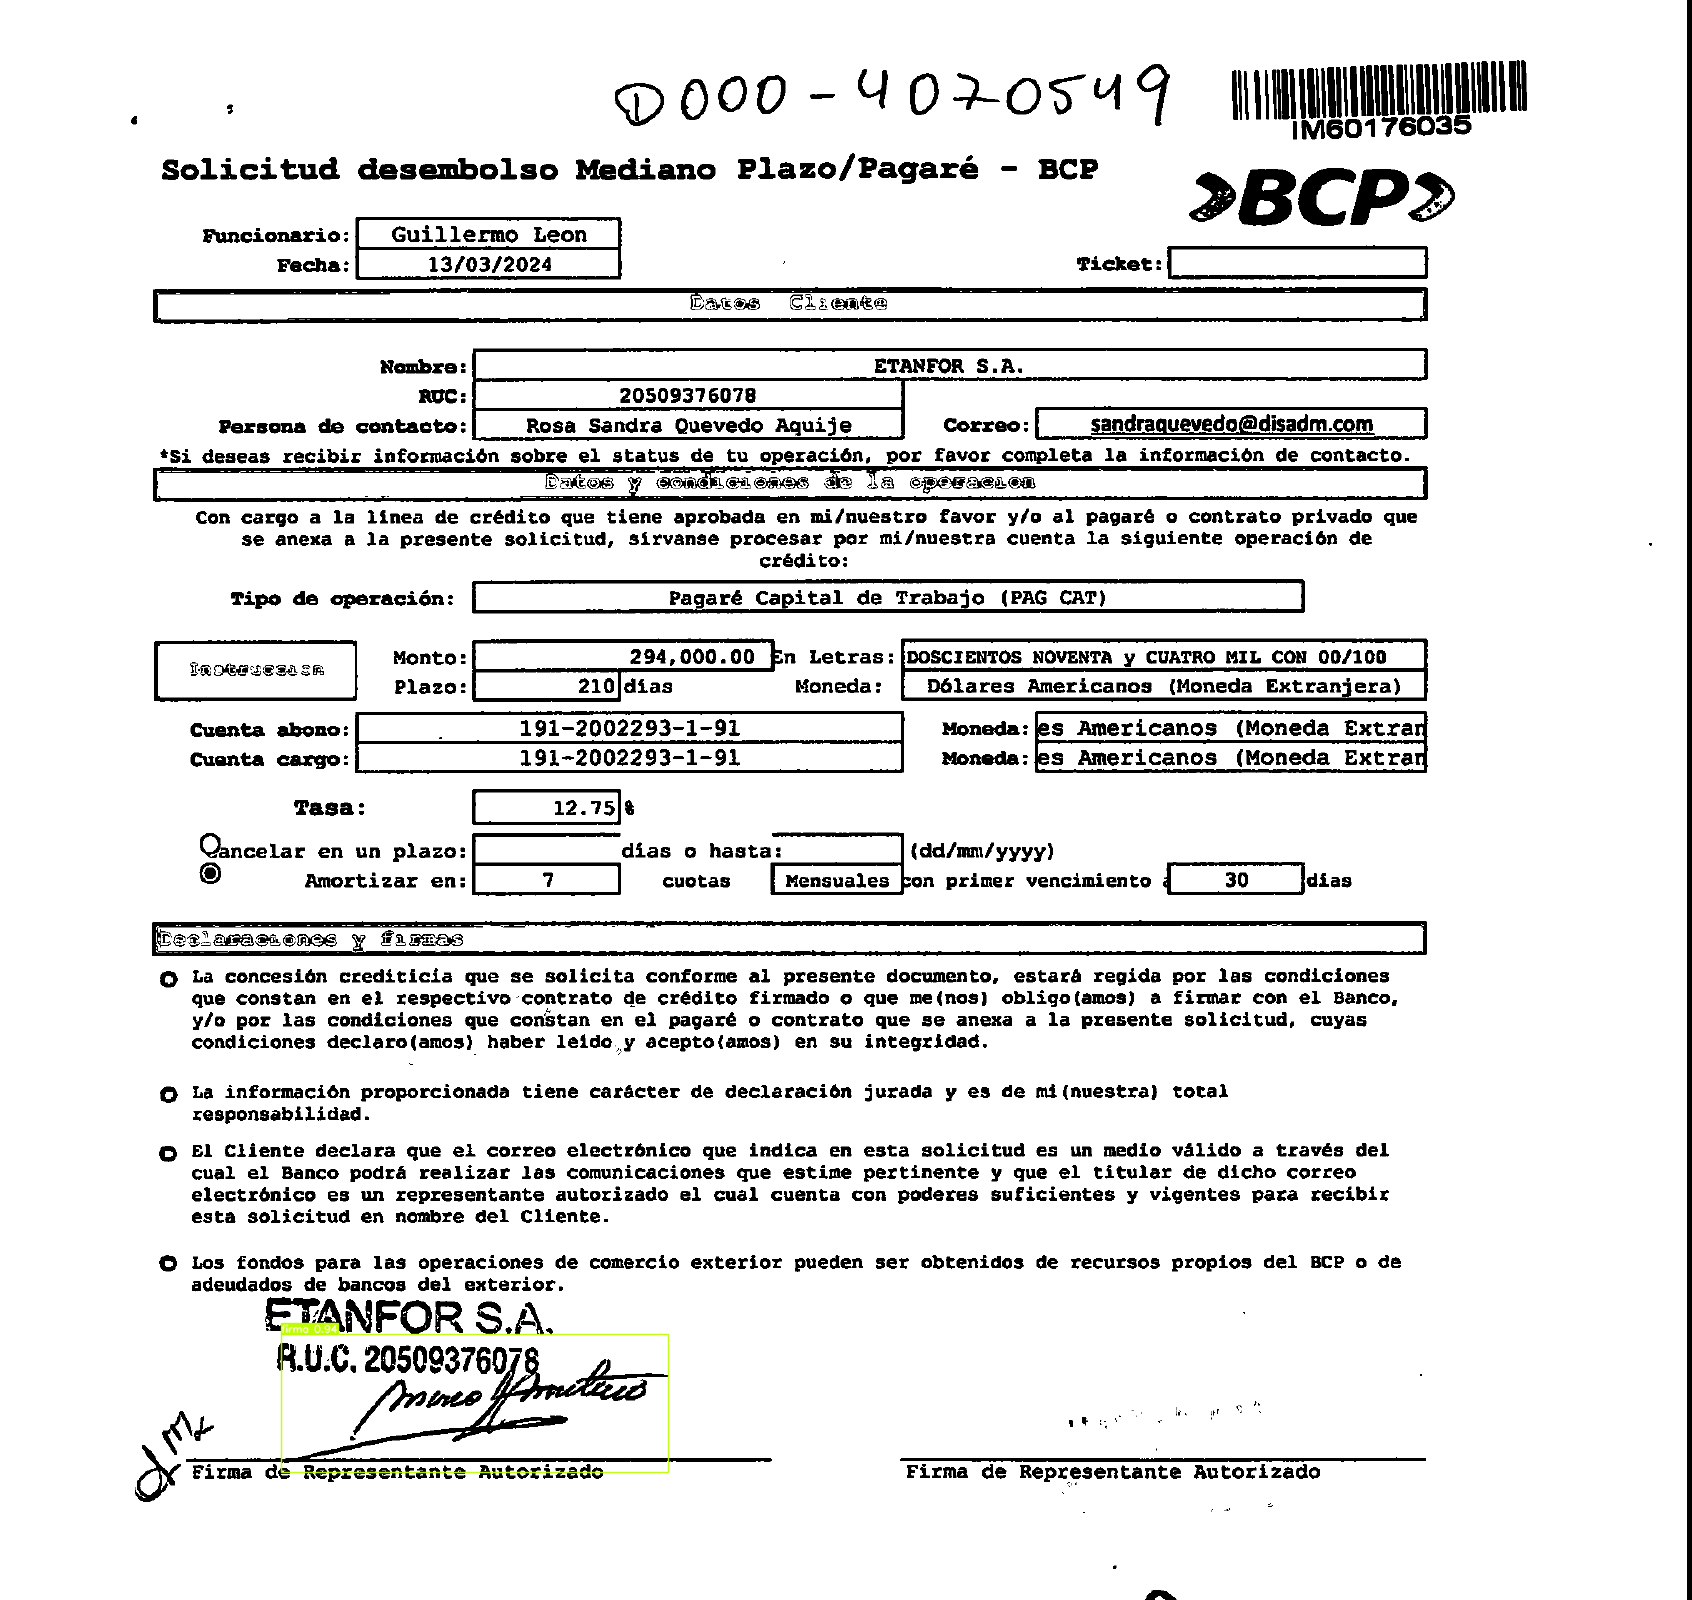 D000-4070549
IM60176035
Solicitud desembolso Mediano Plazo/Pagaré - BCP
BCP
Funcionario: Guillermo Leon
Fecha: 13/03/2024 Ticket:
Datos Cliente
Nombre: ETANFOR S.A.
RUC: 20509376078
Persona de contacto: Rosa Sandra Quevedo Aquije Correo: sandraquevedo@disadm.com
*Si deseas recibir información sobre el status de tu operación, por favor completa la información de contacto.
Datos y condiciones de la operacion
Con cargo a la línea de crédito que tiene aprobada en mi/nuestro favor y/o al pagaré o contrato privado que
se anexa a la presente solicitud, sírvanse procesar por mi/nuestra cuenta la siguiente operación de
crédito:
Tipo de operación: Pagaré Capital de Trabajo (PAG CAT)
Instrucción Monto: 294,000.00 En Letras: DOSCIENTOS NOVENTA y CUATRO MIL CON 00/100
Plazo: 210 días Moneda: Dólares Americanos (Moneda Extranjera)
Cuenta abono: 191-2002293-1-91 Moneda: es Americanos (Moneda Extran
Cuenta cargo: 191-2002293-1-91 Moneda: es Americanos (Moneda Extran
Tasa: 12.75 %
Cancelar en un plazo: días o hasta: (dd/mm/yyyy)
Amortizar en: 7 cuotas Mensuales con primer vencimiento a 30 días
Declaraciones y firmas
La concesión crediticia que se solicita conforme al presente documento, estará regida por las condiciones
que constan en el respectivo contrato de crédito firmado o que me(nos) obligo(amos) a firmar con el Banco,
y/o por las condiciones que constan en el pagaré o contrato que se anexa a la presente solicitud, cuyas
condiciones declaro(amos) haber leído y acepto(amos) en su integridad.
La información proporcionada tiene carácter de declaración jurada y es de mi(nuestra) total
responsabilidad.
El Cliente declara que el correo electrónico que indica en esta solicitud es un medio válido a través del
cual el Banco podrá realizar las comunicaciones que estime pertinente y que el titular de dicho correo
electrónico es un representante autorizado el cual cuenta con poderes suficientes y vigentes para recibir
esta solicitud en nombre del Cliente.
Los fondos para las operaciones de comercio exterior pueden ser obtenidos de recursos propios del BCP o de
adeudados de bancos del exterior.
ETANFOR S.A.
firma 0.94
R.U.C. 20509376078
Firma de Representante Autorizado Firma de Representante Autorizado